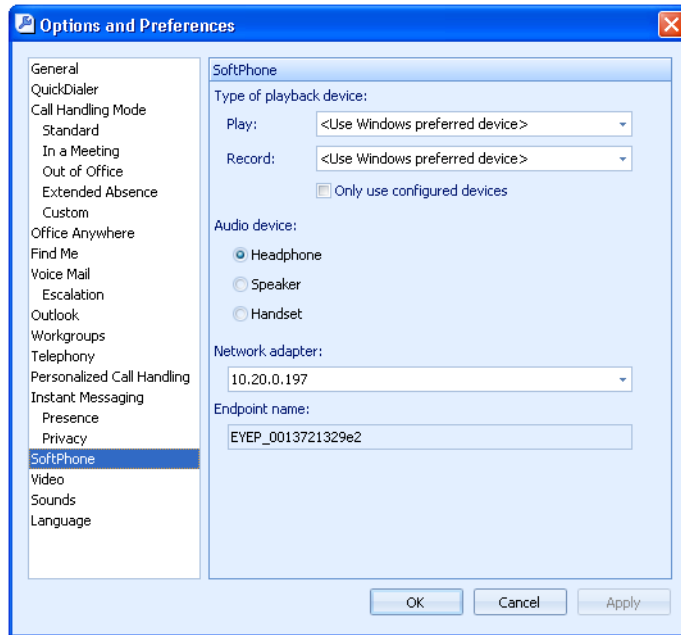 Options and Preferences
General
QuickDialer
Call Handling Mode
Standard
In a Meeting
Out of Office
Extended Absence
Custom
Office Anywhere
Find Me
Voice Mail
Escalation
Outlook
Workgroups
Telephony
Personalized Call Handling
Instant Messaging
Presence
Privacy
SoftPhone
Video
Sounds
Language
SoftPhone
Type of playback device:
Play: <Use Windows preferred device>
Record: <Use Windows preferred device>
Only use configured devices
Audio device:
Headphone
Speaker
Handset
Network adapter:
10.20.0.197
Endpoint name:
EYEP_0013721329e2
OK Cancel Apply